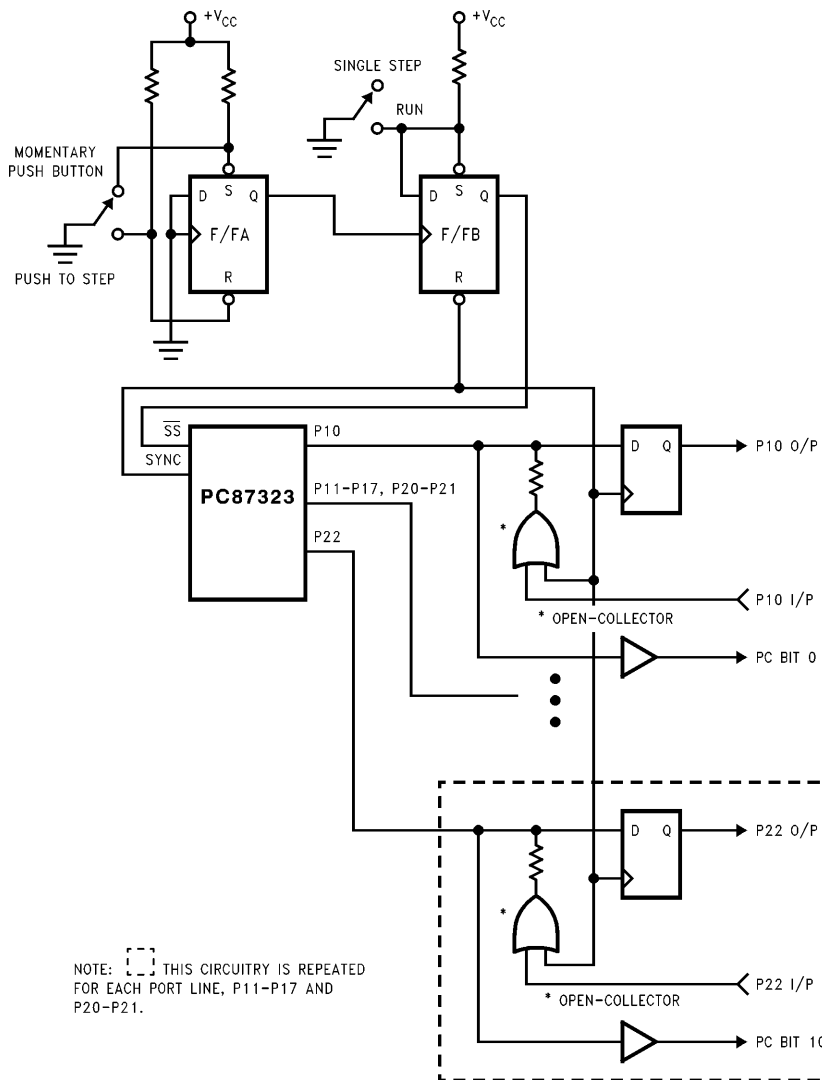 +VCC
+VCC
SINGLE STEP
RUN
MOMENTARY
PUSH BUTTON
PUSH TO STEP
D S Q
F/FA
R
D S Q
F/FB
R
SS
SYNC
PC87323
P10
P11–P17, P20–P21
P22
D Q
P10 O/P
*
P10 I/P
* OPEN-COLLECTOR
PC BIT 0
D Q
P22 O/P
*
P22 I/P
* OPEN-COLLECTOR
PC BIT 10
NOTE: THIS CIRCUITRY IS REPEATED
FOR EACH PORT LINE, P11–P17 AND
P20–P21.